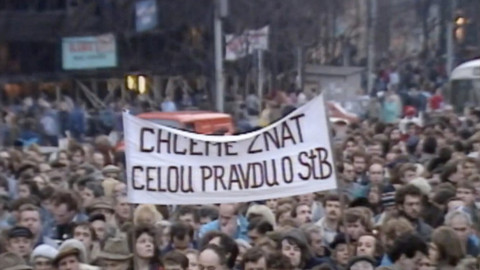 CHCEME ZNÁT
CELOU PRAVDU O StB